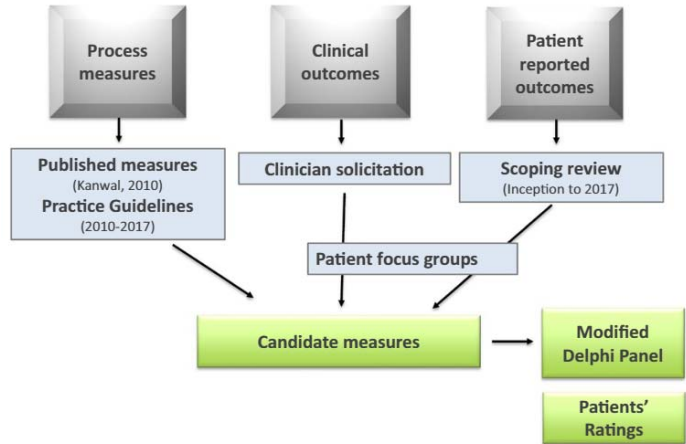 Process
measures
Clinical
outcomes
Patient
reported
outcomes
Published measures
(Kanwal, 2010)
Practice Guidelines
(2010-2017)
Clinician solicitation
Scoping review
(Inception to 2017)
Patient focus groups
Candidate measures
Modified
Delphi Panel
Patients'
Ratings